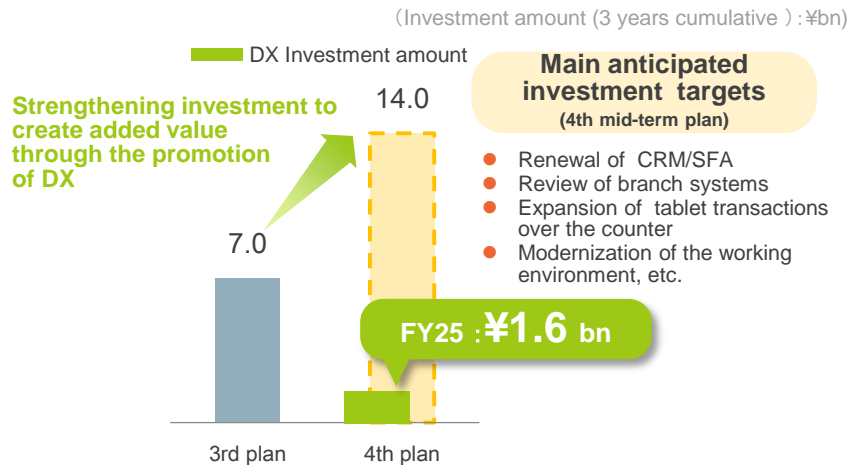 （Investment amount (3 years cumulative ) : ¥bn)
DX Investment amount
Strengthening investment to
create added value
through the promotion
of DX
7.0
14.0
Main anticipated
investment targets
(4th mid-term plan)
● Renewal of CRM/SFA
● Review of branch systems
● Expansion of tablet transactions
over the counter
● Modernization of the working
environment, etc.
FY25 : ¥1.6 bn
3rd plan
4th plan